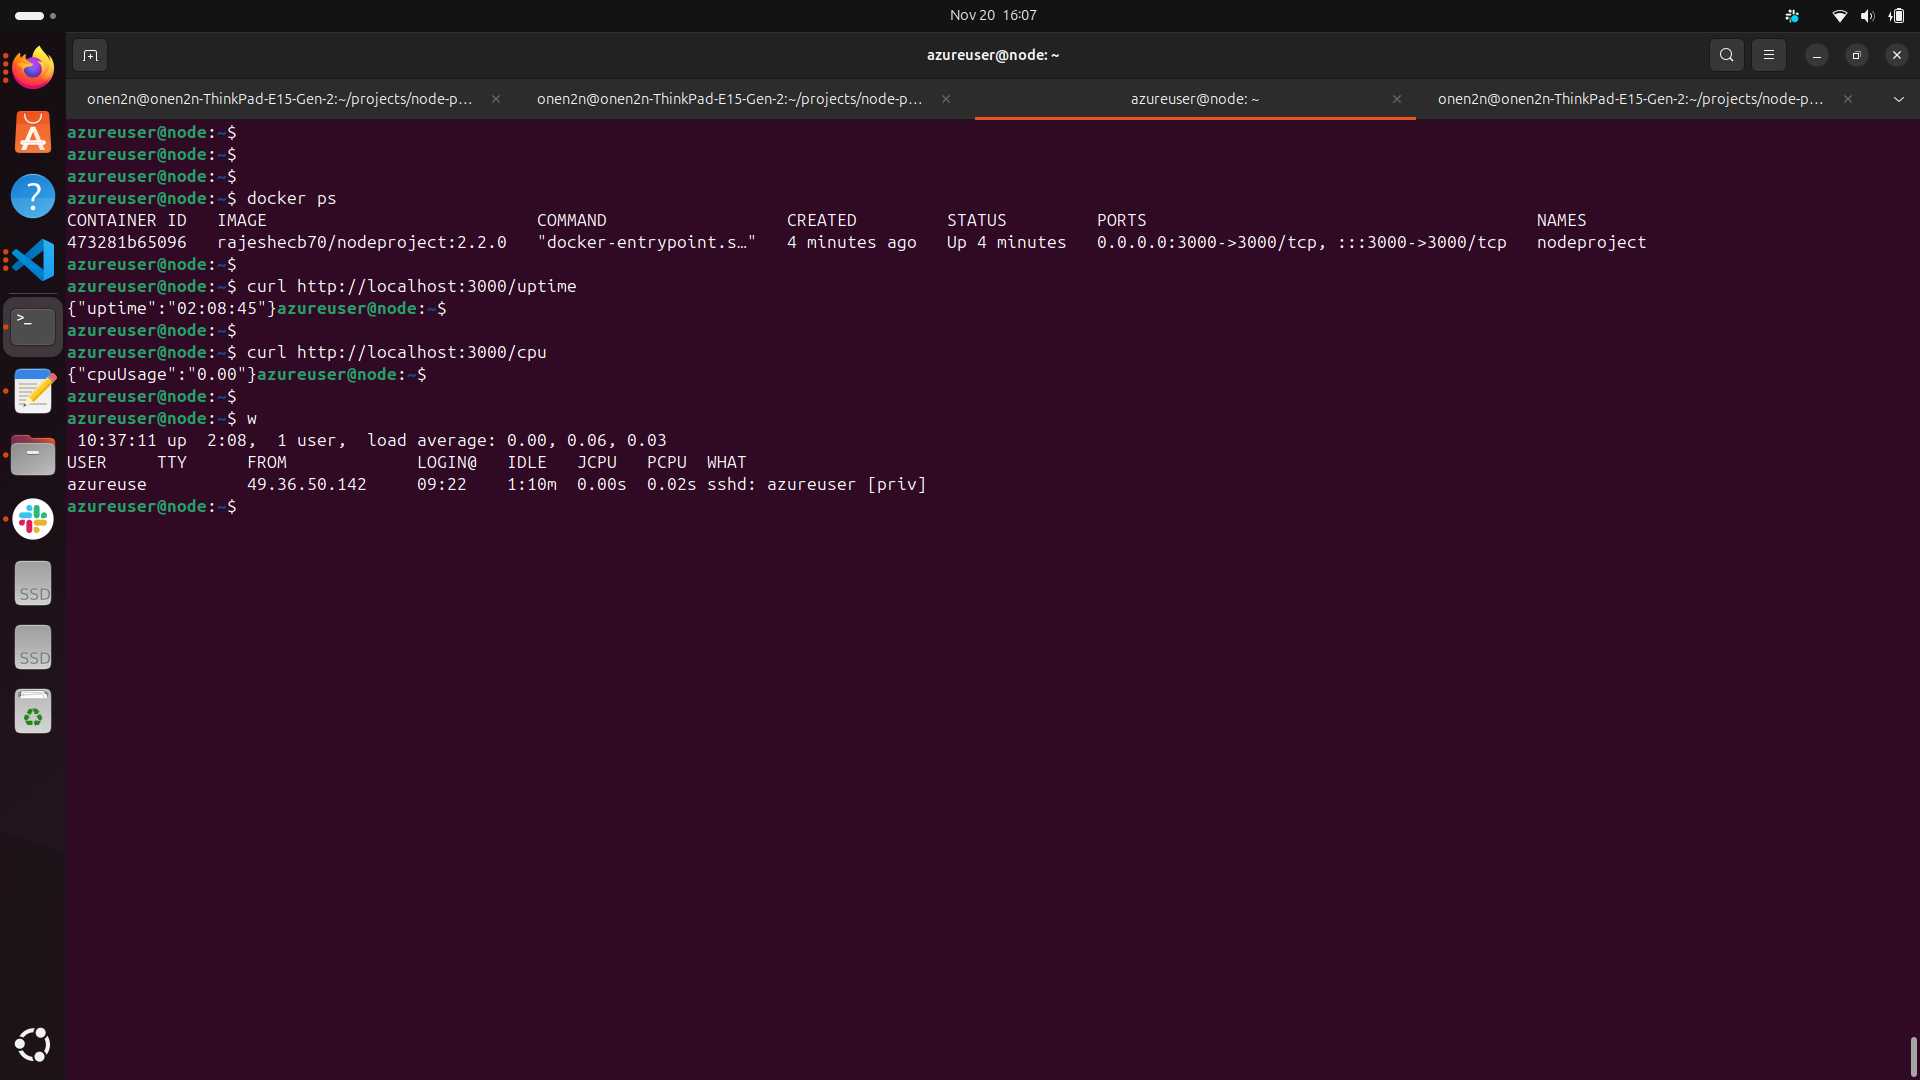 Nov 20 16:07
azureuser@node: ~
onen2n@onen2n-ThinkPad-E15-Gen-2:~/projects/node-p...
onen2n@onen2n-ThinkPad-E15-Gen-2:~/projects/node-p...
azureuser@node: ~
onen2n@onen2n-ThinkPad-E15-Gen-2:~/projects/node-p...
azureuser@node:~$
azureuser@node:~$
azureuser@node:~$
azureuser@node:~$ docker ps
CONTAINER ID   IMAGE                           COMMAND                  CREATED         STATUS         PORTS                                       NAMES
473281b65096   rajeshecb70/nodeproject:2.2.0   "docker-entrypoint.s…"   4 minutes ago   Up 4 minutes   0.0.0.0:3000->3000/tcp, :::3000->3000/tcp   nodeproject
azureuser@node:~$
azureuser@node:~$ curl http://localhost:3000/uptime
{"uptime":"02:08:45"}azureuser@node:~$
azureuser@node:~$
azureuser@node:~$ curl http://localhost:3000/cpu
{"cpuUsage":"0.00"}azureuser@node:~$
azureuser@node:~$
azureuser@node:~$ w
 10:37:11 up  2:08,  1 user,  load average: 0.00, 0.06, 0.03
USER     TTY      FROM             LOGIN@   IDLE   JCPU   PCPU  WHAT
azureuse          49.36.50.142     09:22    1:10m  0.00s  0.02s sshd: azureuser [priv]
azureuser@node:~$
SSD
SSD